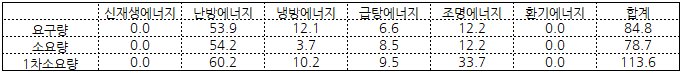 신재생에너지 난방에너지 냉방에너지 급탕에너지 조명에너지 환기에너지 합계
요구량 0.0 53.9 12.1 6.6 12.2 0.0 84.8
소요량 0.0 54.2 3.7 8.5 12.2 0.0 78.7
1차소요량 0.0 60.2 10.2 9.5 33.7 0.0 113.6